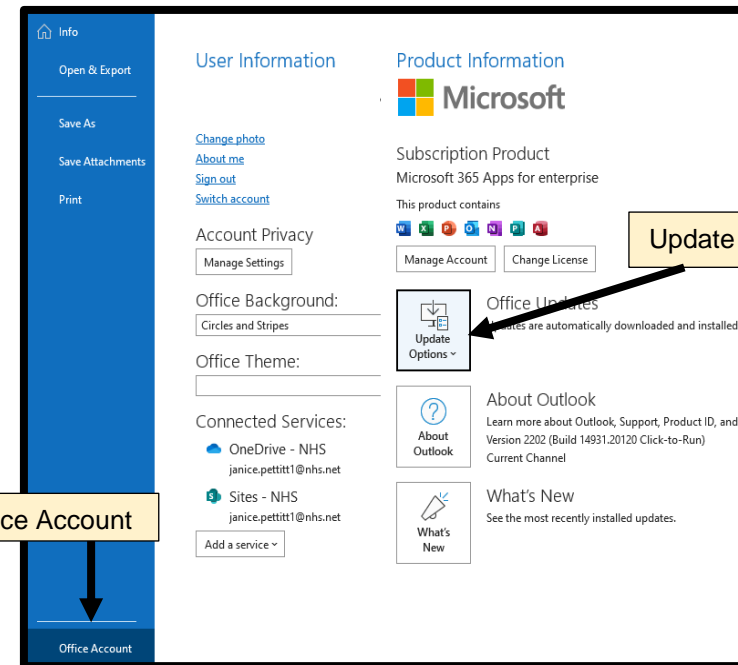 Info
Open & Export
Save As
Save Attachments
Print
Office Account
User Information
Change photo
About me
Sign out
Switch account
Account Privacy
Manage Settings
Office Background:
Circles and Stripes
Office Theme:
Connected Services:
OneDrive - NHS
janice.pettitt1@nhs.net
Sites - NHS
janice.pettitt1@nhs.net
Add a service
Product Information
Microsoft
Subscription Product
Microsoft 365 Apps for enterprise
This product contains
Manage Account
Change License
Update
Update
Options
Office Updates
Updates are automatically downloaded and installed
About
Outlook
About Outlook
Learn more about Outlook, Support, Product ID, and
Version 2202 (Build 14931.20120 Click-to-Run)
Current Channel
What's
New
What's New
See the most recently installed updates.
ce Account